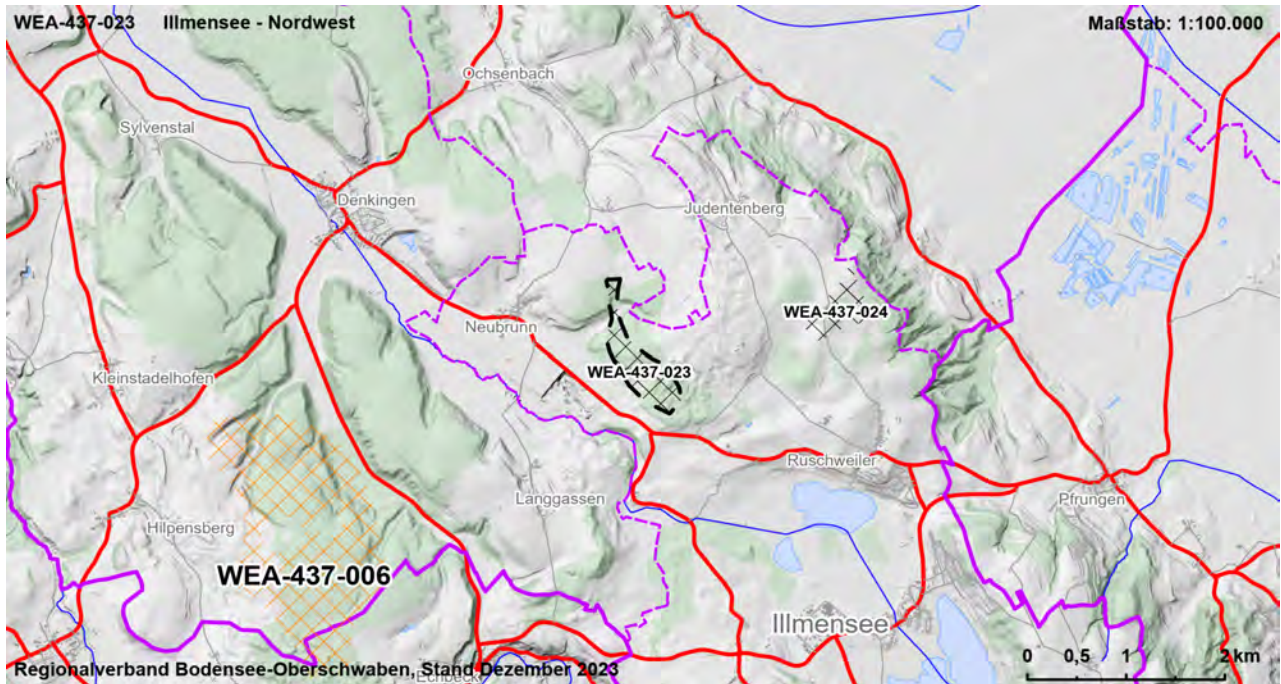 WEA-437-023 Illmensee - Nordwest
Maßstab: 1:100.000
Ochsenbach
Sylvenstal
Denkingen
Judentenberg
WEA-437-024
Neubrunn
WEA-437-023
Kleinstadelhofen
Ruschweiler
Langgassen
Pfrungen
Hilpensberg
WEA-437-006
Illmensee
0 0,5 1 2 km
Regionalverband Bodensee-Oberschwaben, Stand Dezember 2023
Echbeck